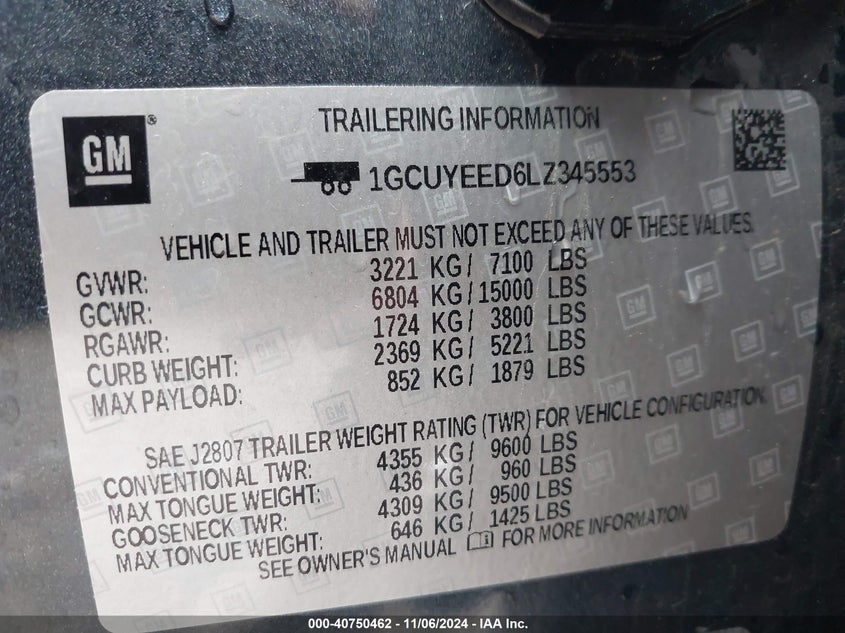 GM®
TRAILERING INFORMATION
1GCUYEED6LZ345553
VEHICLE AND TRAILER MUST NOT EXCEED ANY OF THESE VALUES.
GVWR: 3221 KG/ 7100 LBS
GCWR: 6804 KG/ 15000 LBS
RGAWR: 1724 KG/ 3800 LBS
CURB WEIGHT: 2369 KG/ 5221 LBS
MAX PAYLOAD: 852 KG/ 1879 LBS
SAE J2807 TRAILER WEIGHT RATING (TWR) FOR VEHICLE CONFIGURATION.
CONVENTIONAL TWR: 4355 KG/ 9600 LBS
MAX TONGUE WEIGHT: 436 KG/ 960 LBS
GOOSENECK TWR: 4309 KG/ 9500 LBS
MAX TONGUE WEIGHT: 646 KG/ 1425 LBS
SEE OWNER'S MANUAL FOR MORE INFORMATION
000-40750462 - 11/06/2024 - IAA Inc.